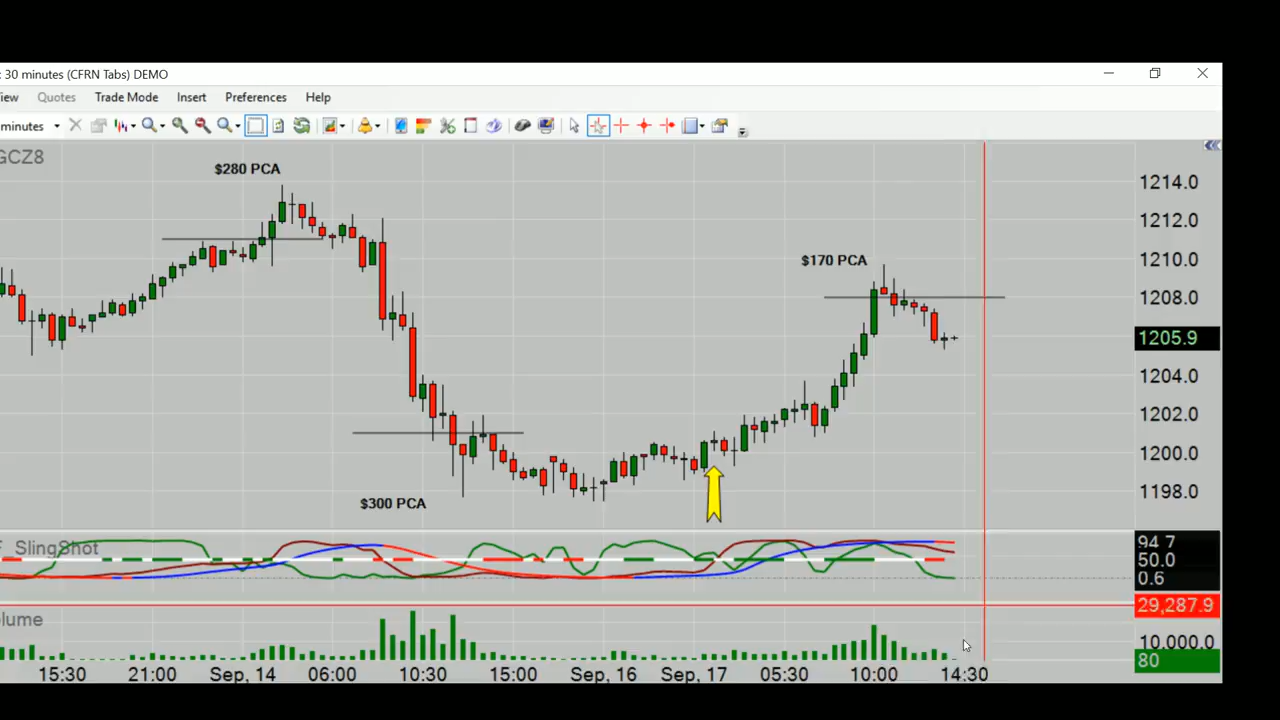 : 30 minutes (CFRN Tabs) DEMO
iew Quotes Trade Mode Insert Preferences Help
minutes
GCZ8
$280 PCA
$170 PCA
$300 PCA
1214.0
1212.0
1210.0
1208.0
1205.9
1204.0
1202.0
1200.0
1198.0
F SlingShot
94.7
50.0
0.6
29,287.9
lume
10,000.0
80
15:30 21:00 Sep, 14 06:00 10:30 15:00 Sep, 16 Sep, 17 05:30 10:00 14:30